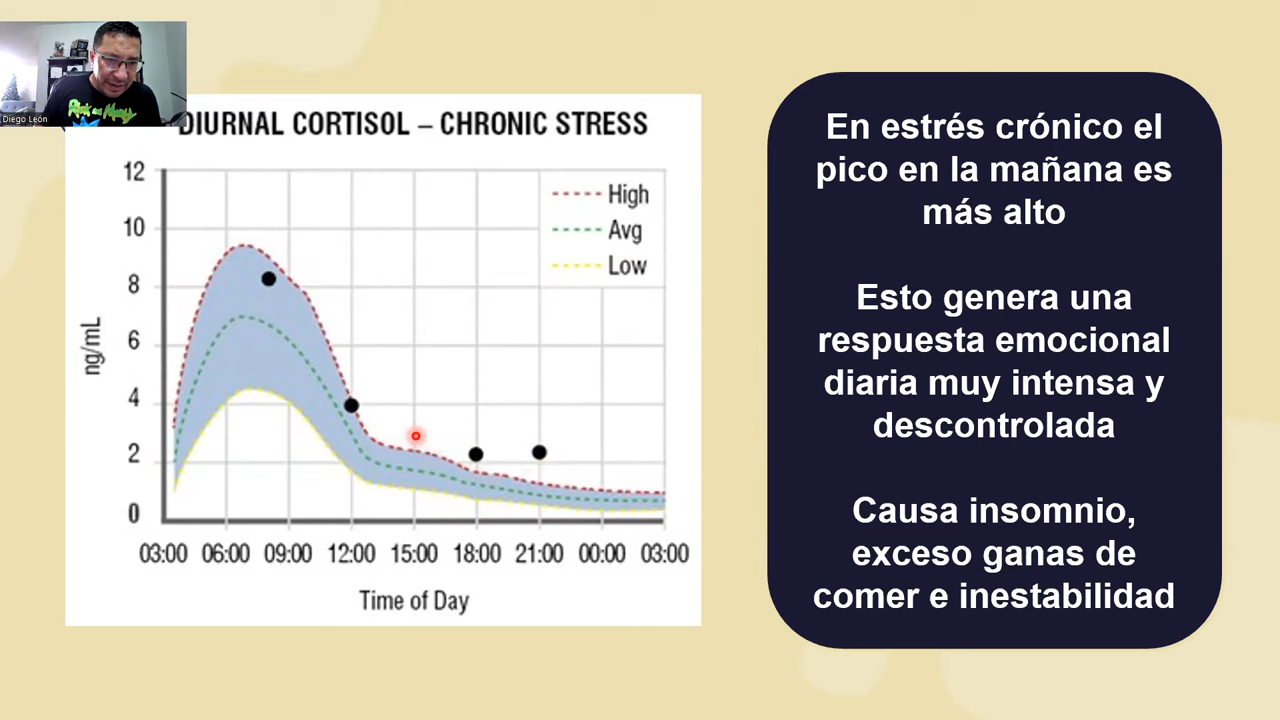 Rick and Morty
Diego León
DIURNAL CORTISOL – CHRONIC STRESS
12
10
8
6
4
2
0
ng/mL
High
Avg
Low
03:00 06:00 09:00 12:00 15:00 18:00 21:00 00:00 03:00
Time of Day
En estrés crónico el
pico en la mañana es
más alto
Esto genera una
respuesta emocional
diaria muy intensa y
descontrolada
Causa insomnio,
exceso ganas de
comer e inestabilidad